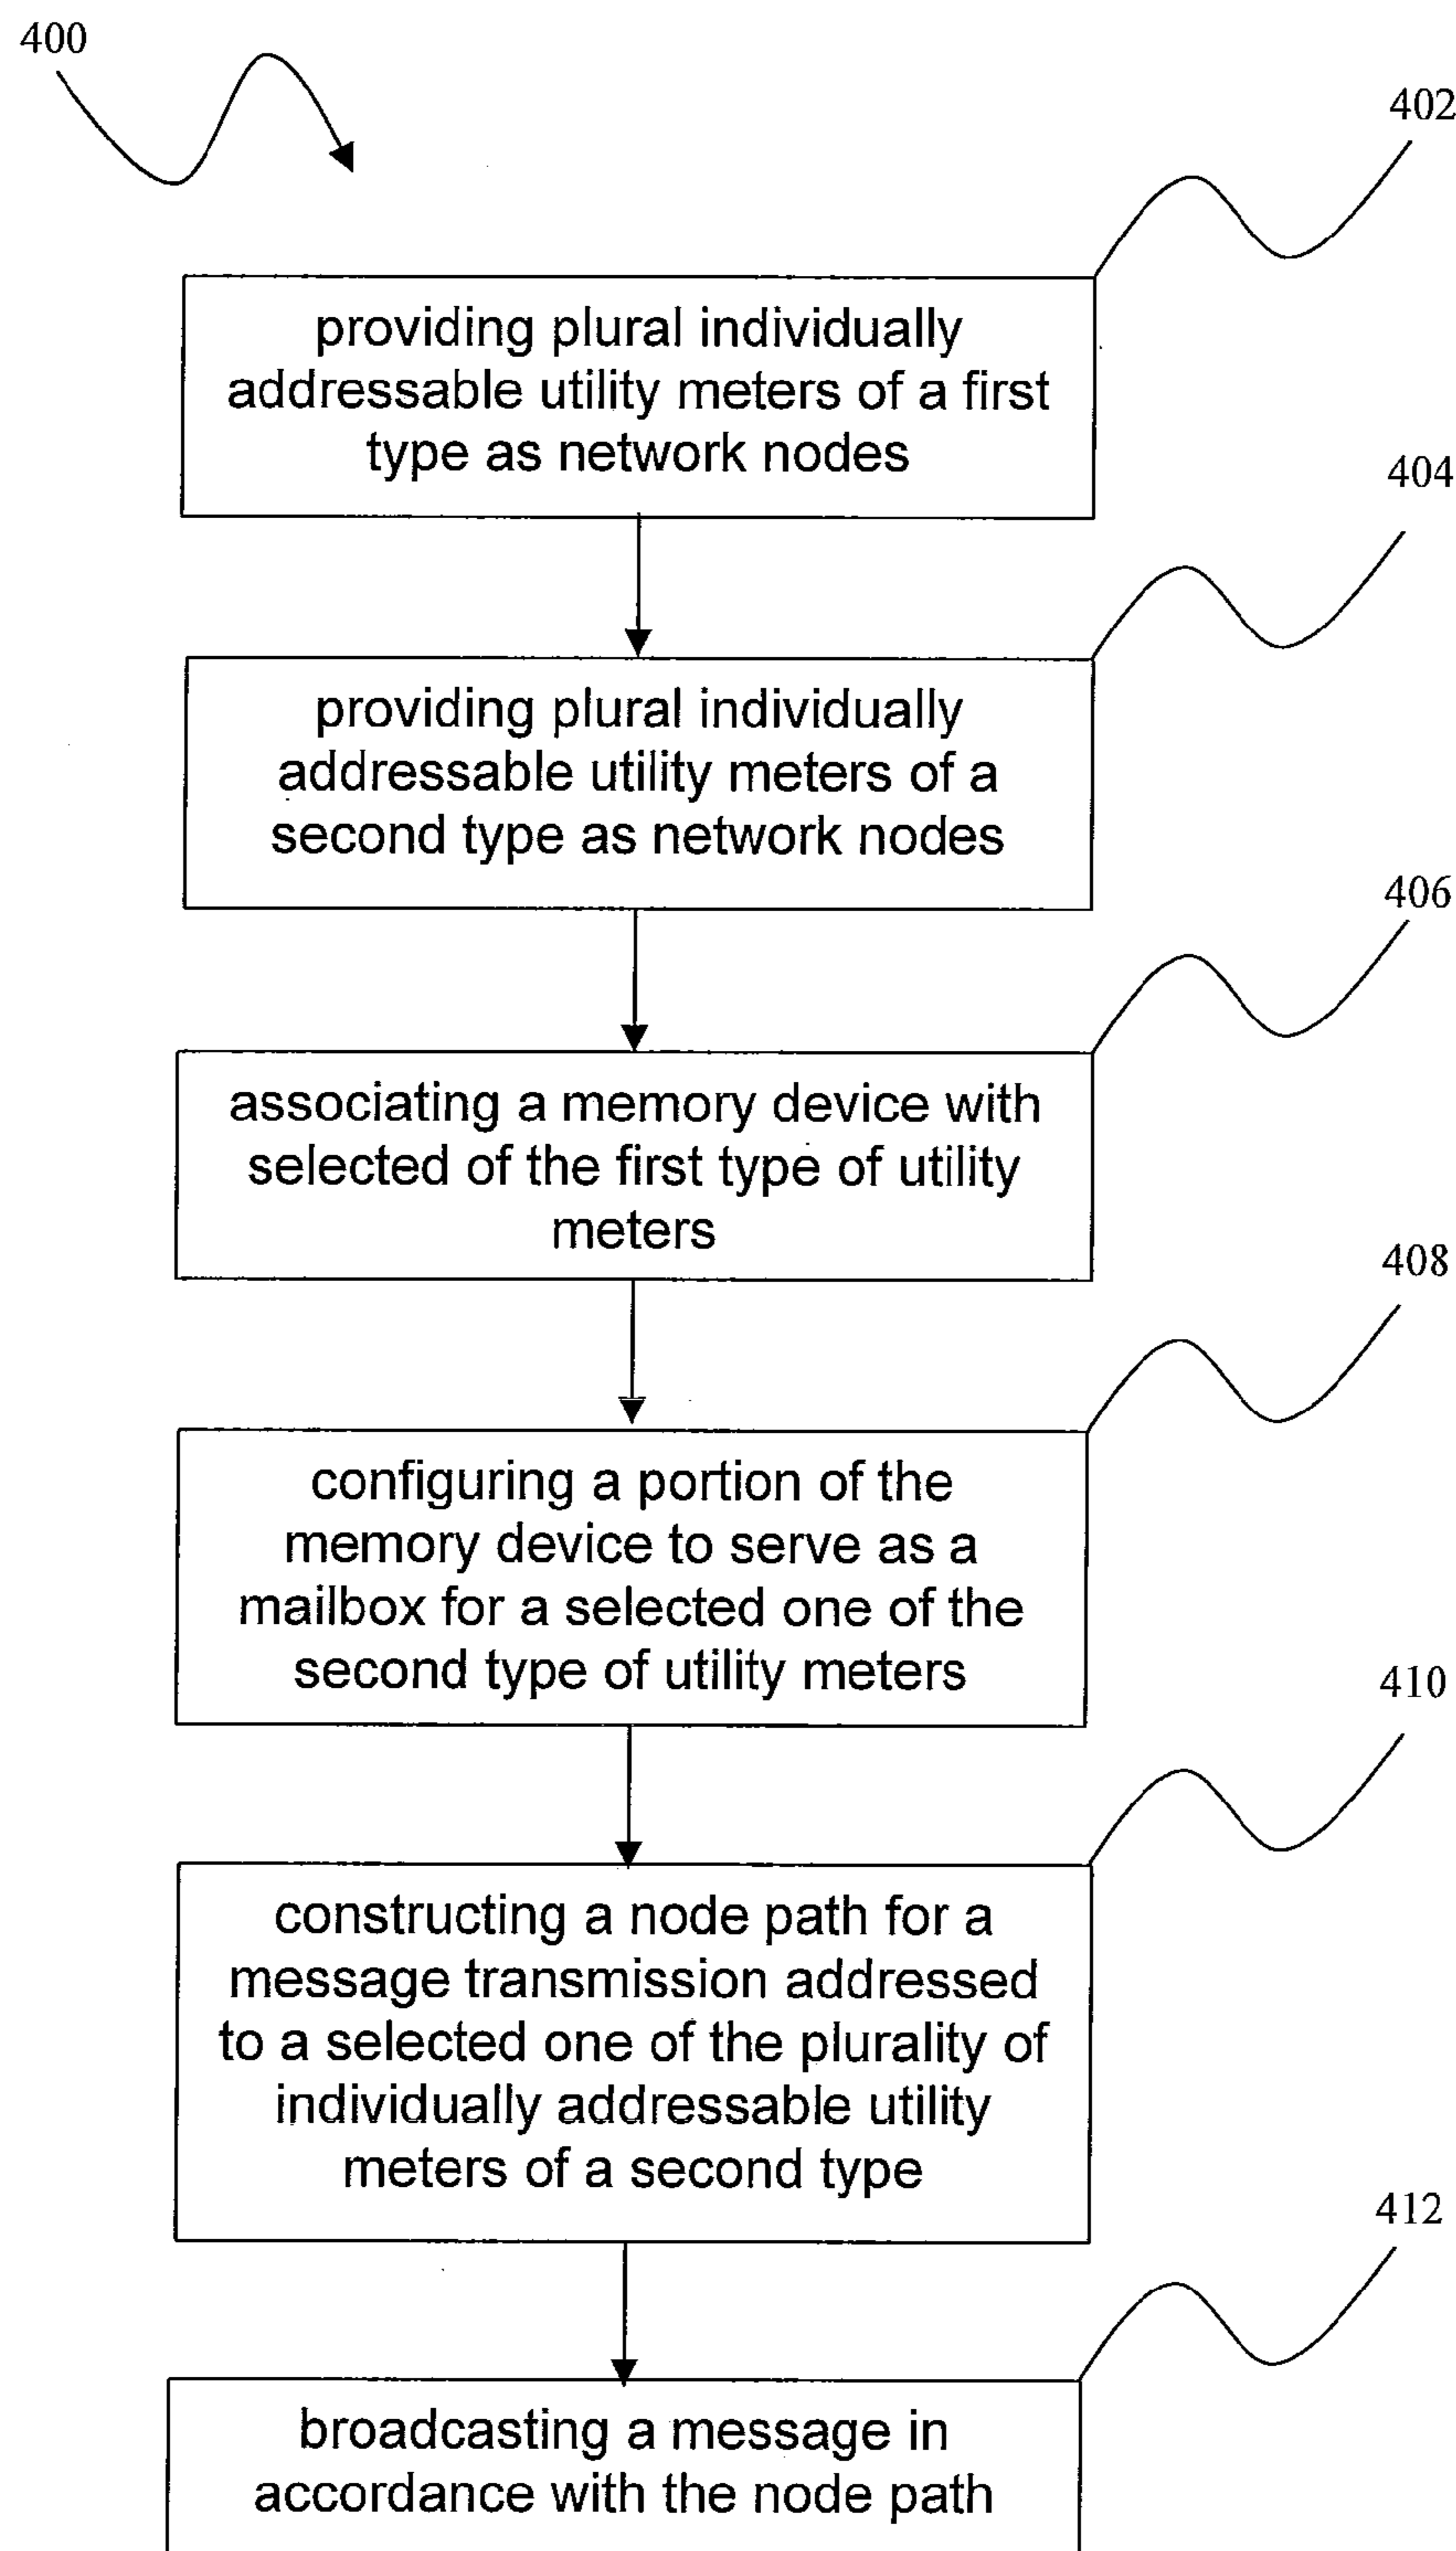 400
402
providing plural individually
addressable utility meters of a first
type as network nodes
404
providing plural individually
addressable utility meters of a
second type as network nodes
406
associating a memory device with
selected of the first type of utility
meters
408
configuring a portion of the
memory device to serve as a
mailbox for a selected one of the
second type of utility meters
410
constructing a node path for a
message transmission addressed
to a selected one of the plurality of
individually addressable utility
meters of a second type
412
broadcasting a message in
accordance with the node path